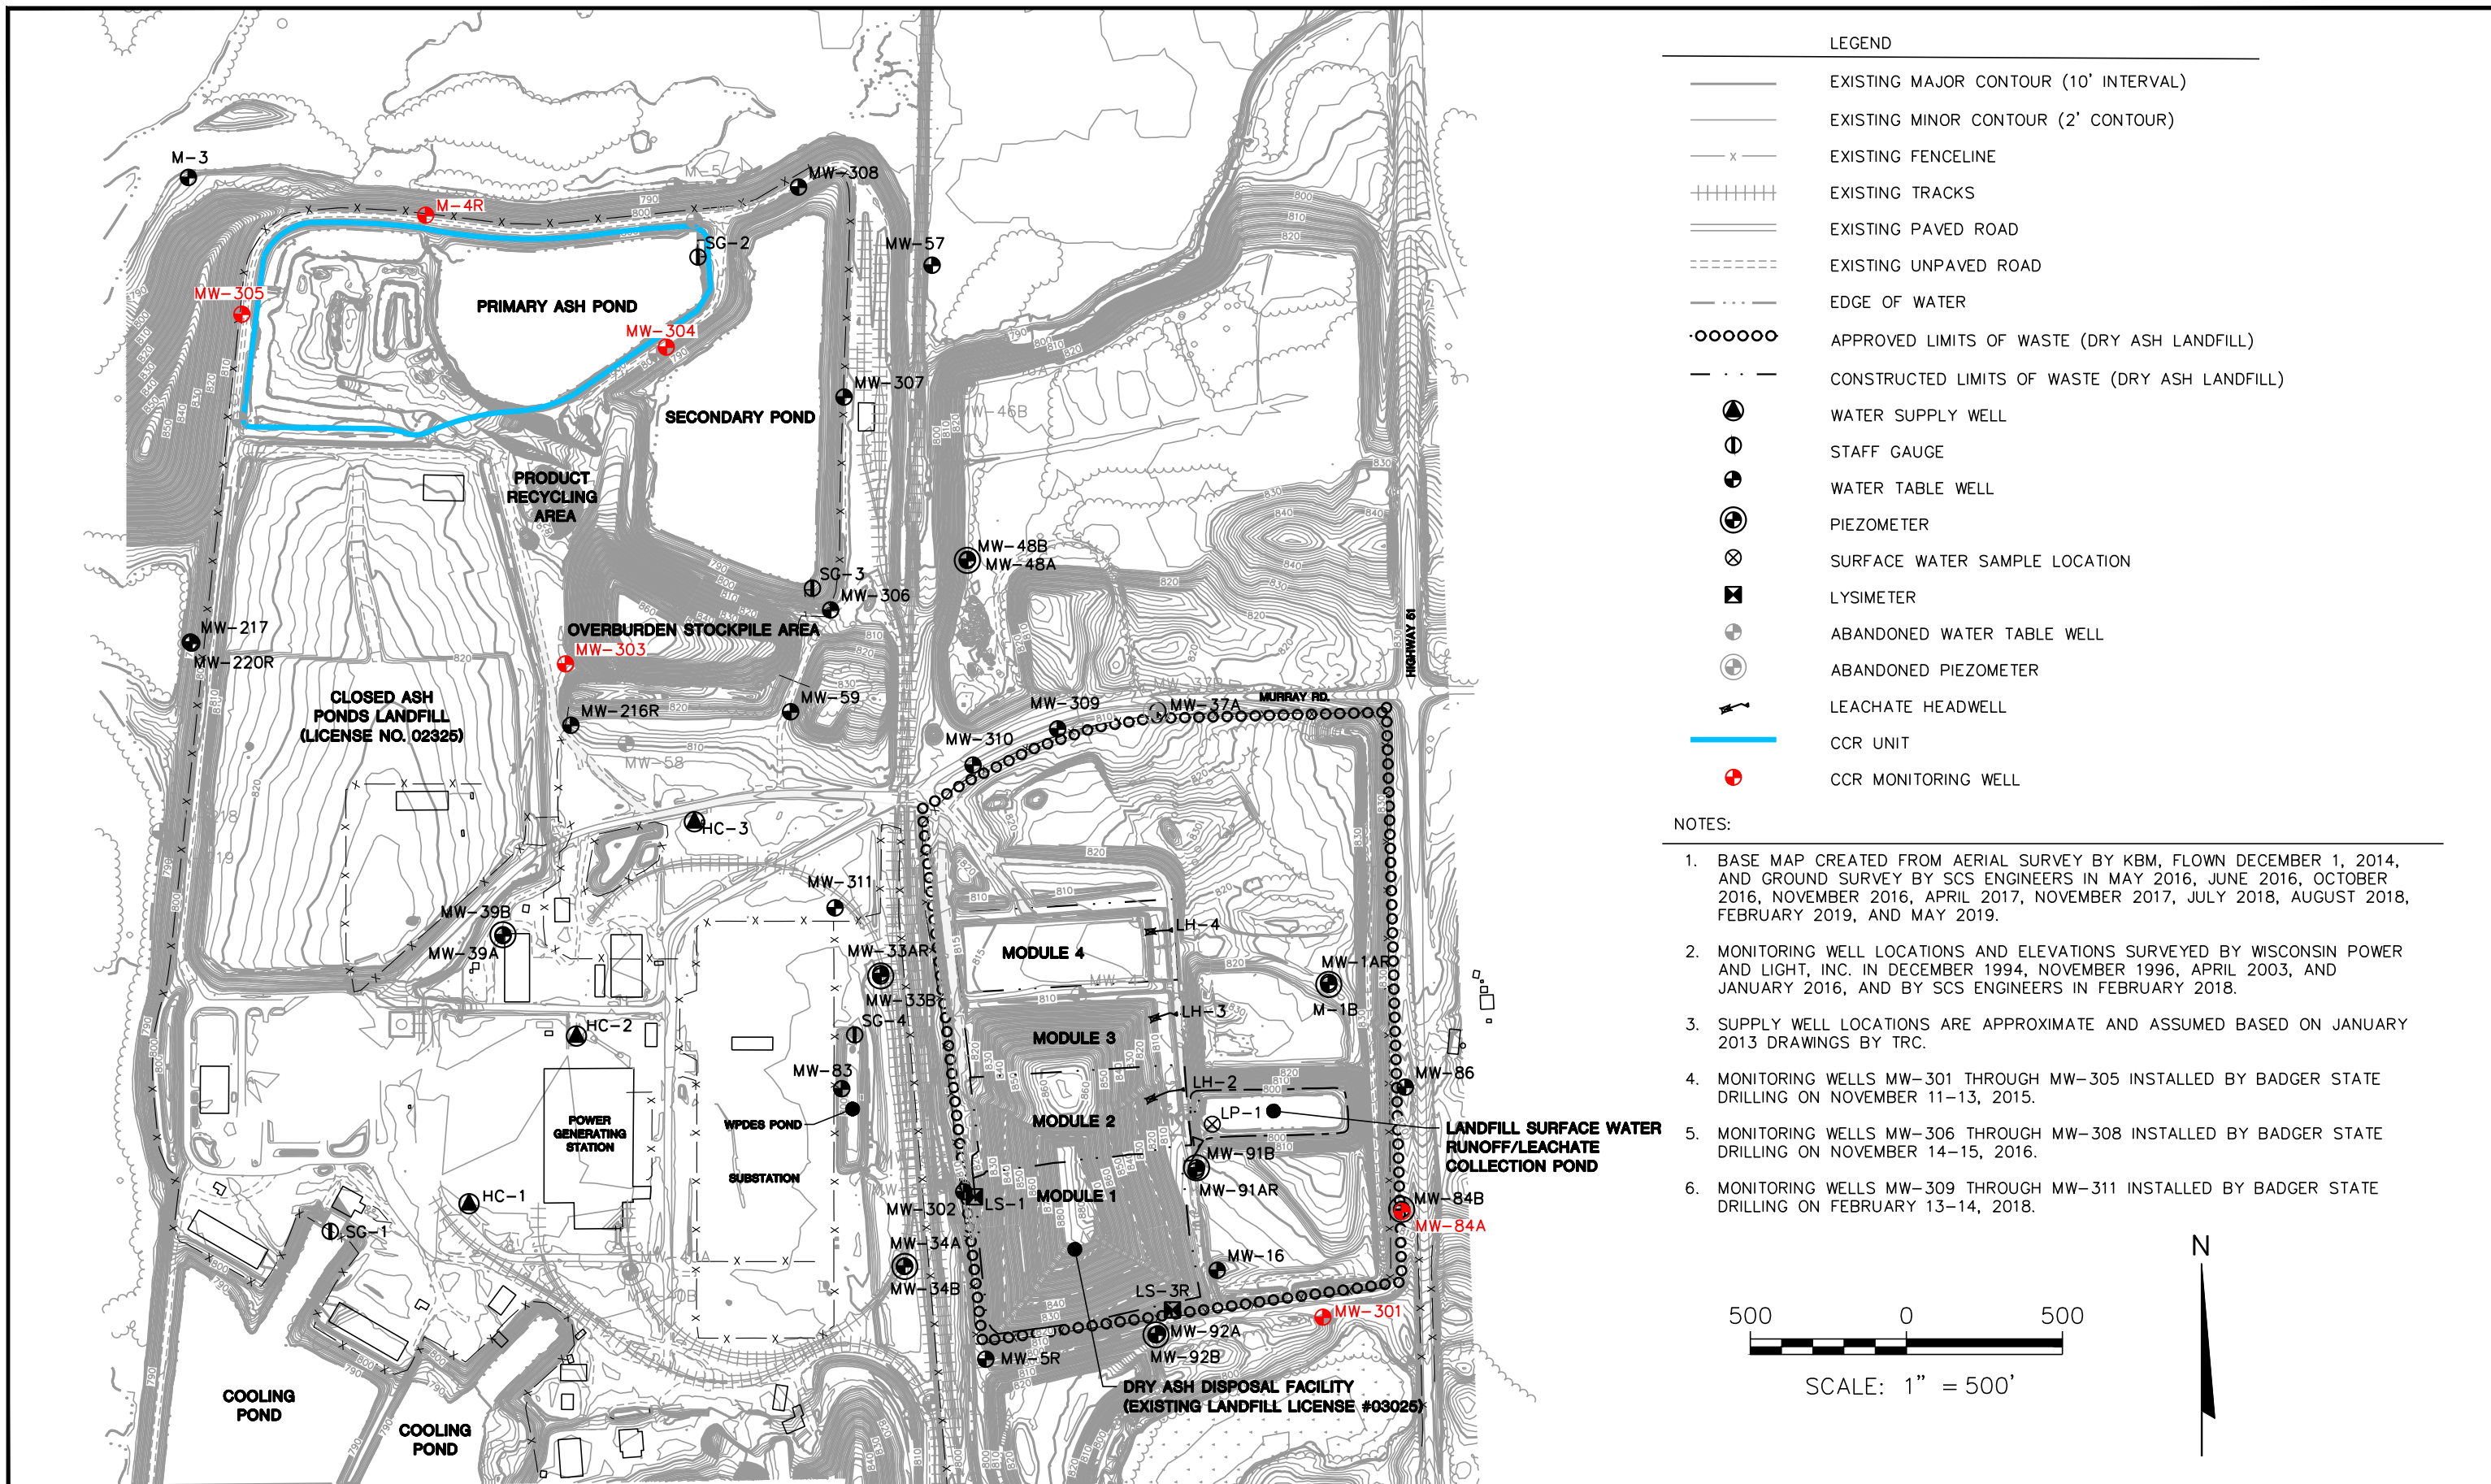 M-3
M-4R
M-5
MW-308
SG-2
MW-57
MW-305
PRIMARY ASH POND
MW-304
MW-307
SECONDARY POND
MW-46B
PRODUCT
RECYCLING
AREA
MW-48B
MW-48A
SG-3
MW-306
OVERBURDEN STOCKPILE AREA
MW-303
MW-217
MW-220R
CLOSED ASH
PONDS LANDFILL
(LICENSE NO. 02325)
MW-216R
MW-59
MW-58
MW-309
MW-310
MW-37A
MURRAY RD.
HIGHWAY 51
HC-3
MW-311
MW-39B
MW-39A
MW-33AR
MW-33B
SG-4
HC-2
MW-83
WPDES POND
POWER
GENERATING
STATION
SUBSTATION
HC-1
SG-1
MW-302
LS-1
MW-34A
MW-34B
MW-40B
MODULE 4
LH-4
MW-1AR
M-1B
MODULE 3
LH-3
LH-2
MW-86
LP-1
MODULE 2
LANDFILL SURFACE WATER
RUNOFF/LEACHATE
COLLECTION POND
MW-91B
MW-91AR
MODULE 1
MW-84B
MW-84A
MW-16
LS-3R
MW-301
MW-92A
MW-92B
MW-5R
DRY ASH DISPOSAL FACILITY
(EXISTING LANDFILL LICENSE #03025)
COOLING
POND
COOLING
POND
LEGEND
EXISTING MAJOR CONTOUR (10' INTERVAL)
EXISTING MINOR CONTOUR (2' CONTOUR)
EXISTING FENCELINE
EXISTING TRACKS
EXISTING PAVED ROAD
EXISTING UNPAVED ROAD
EDGE OF WATER
APPROVED LIMITS OF WASTE (DRY ASH LANDFILL)
CONSTRUCTED LIMITS OF WASTE (DRY ASH LANDFILL)
WATER SUPPLY WELL
STAFF GAUGE
WATER TABLE WELL
PIEZOMETER
SURFACE WATER SAMPLE LOCATION
LYSIMETER
ABANDONED WATER TABLE WELL
ABANDONED PIEZOMETER
LEACHATE HEADWELL
CCR UNIT
CCR MONITORING WELL
NOTES:
1. BASE MAP CREATED FROM AERIAL SURVEY BY KBM, FLOWN DECEMBER 1, 2014,
AND GROUND SURVEY BY SCS ENGINEERS IN MAY 2016, JUNE 2016, OCTOBER
2016, NOVEMBER 2016, APRIL 2017, NOVEMBER 2017, JULY 2018, AUGUST 2018,
FEBRUARY 2019, AND MAY 2019.
2. MONITORING WELL LOCATIONS AND ELEVATIONS SURVEYED BY WISCONSIN POWER
AND LIGHT, INC. IN DECEMBER 1994, NOVEMBER 1996, APRIL 2003, AND
JANUARY 2016, AND BY SCS ENGINEERS IN FEBRUARY 2018.
3. SUPPLY WELL LOCATIONS ARE APPROXIMATE AND ASSUMED BASED ON JANUARY
2013 DRAWINGS BY TRC.
4. MONITORING WELLS MW-301 THROUGH MW-305 INSTALLED BY BADGER STATE
DRILLING ON NOVEMBER 11-13, 2015.
5. MONITORING WELLS MW-306 THROUGH MW-308 INSTALLED BY BADGER STATE
DRILLING ON NOVEMBER 14-15, 2016.
6. MONITORING WELLS MW-309 THROUGH MW-311 INSTALLED BY BADGER STATE
DRILLING ON FEBRUARY 13-14, 2018.
N
500 0 500
SCALE: 1" = 500'